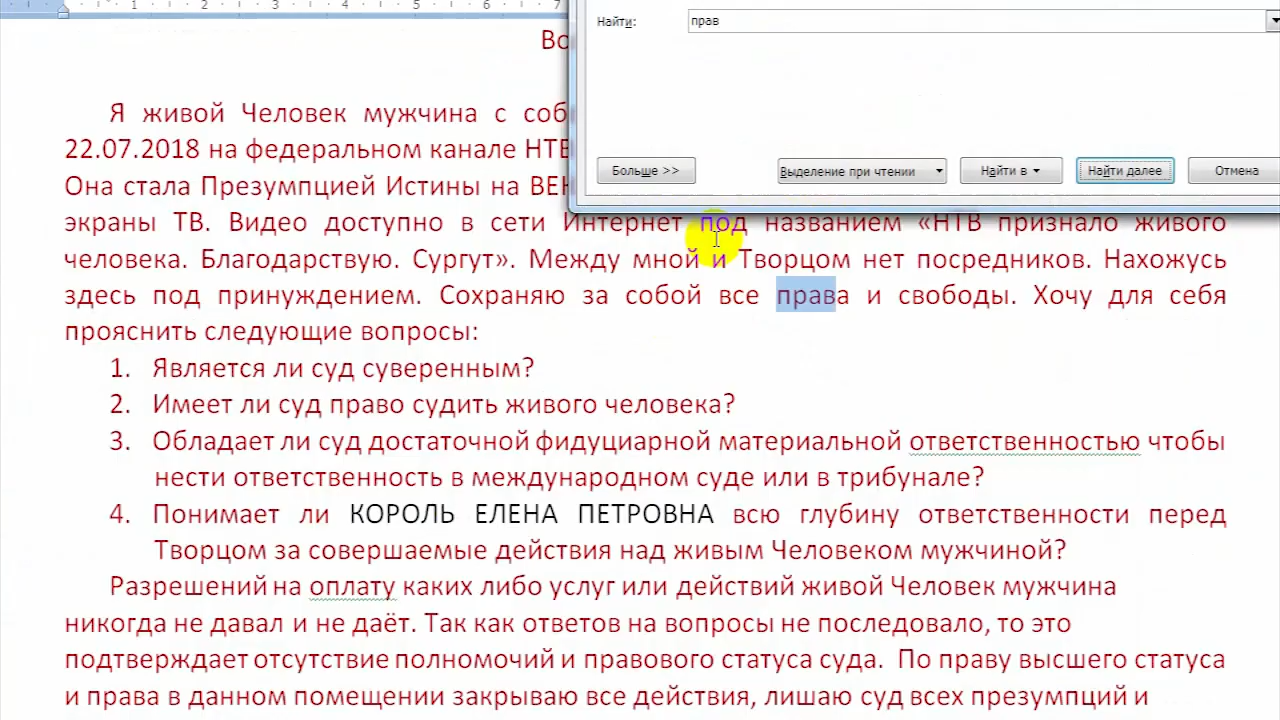 1 2 3 4 5 6 7
Найти: прав
Больше >> Выделение при чтении Найти в Найти далее Отмена
Во
Я живой Человек мужчина с соб
22.07.2018 на федеральном канале НТВ
Она стала Презумпцией Истины на ВЕ
экраны ТВ. Видео доступно в сети Интернет под названием «НТВ признало живого
человека. Благодарствую. Сургут». Между мной и Творцом нет посредников. Нахожусь
здесь под принуждением. Сохраняю за собой все права и свободы. Хочу для себя
прояснить следующие вопросы:
1. Является ли суд суверенным?
2. Имеет ли суд право судить живого человека?
3. Обладает ли суд достаточной фидуциарной материальной ответственностью чтобы
нести ответственность в международном суде или в трибунале?
4. Понимает ли КОРОЛЬ ЕЛЕНА ПЕТРОВНА всю глубину ответственности перед
Творцом за совершаемые действия над живым Человеком мужчиной?
Разрешений на оплату каких либо услуг или действий живой Человек мужчина
никогда не давал и не даёт. Так как ответов на вопросы не последовало, то это
подтверждает отсутствие полномочий и правового статуса суда. По праву высшего статуса
и права в данном помещении закрываю все действия, лишаю суд всех презумпций и